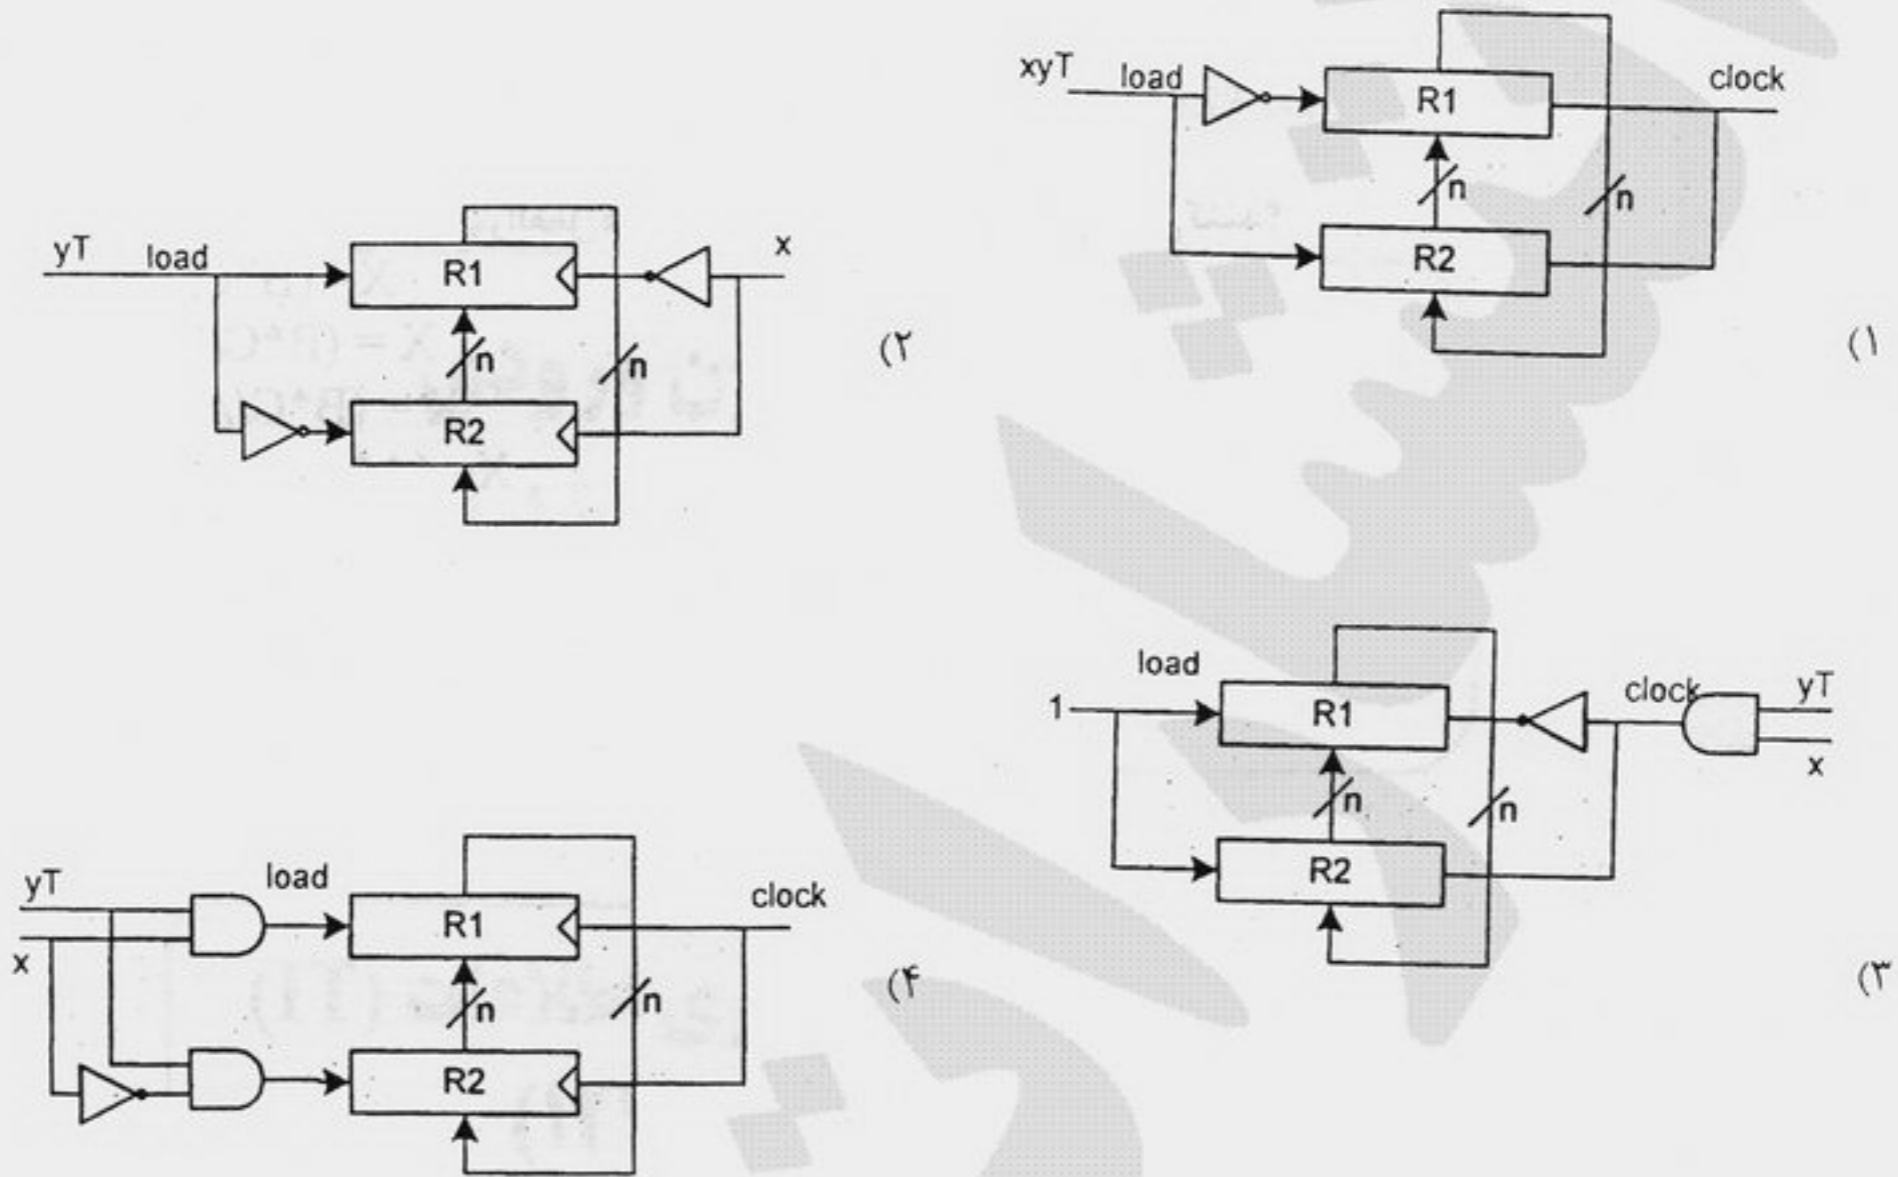 xyT load R1 clock
n n
R2
۱)
yT load R1 x
n n
R2
۲)
load clock yT
1 R1 x
n n
R2
۳)
yT load R1 clock
x n n
R2
۴)